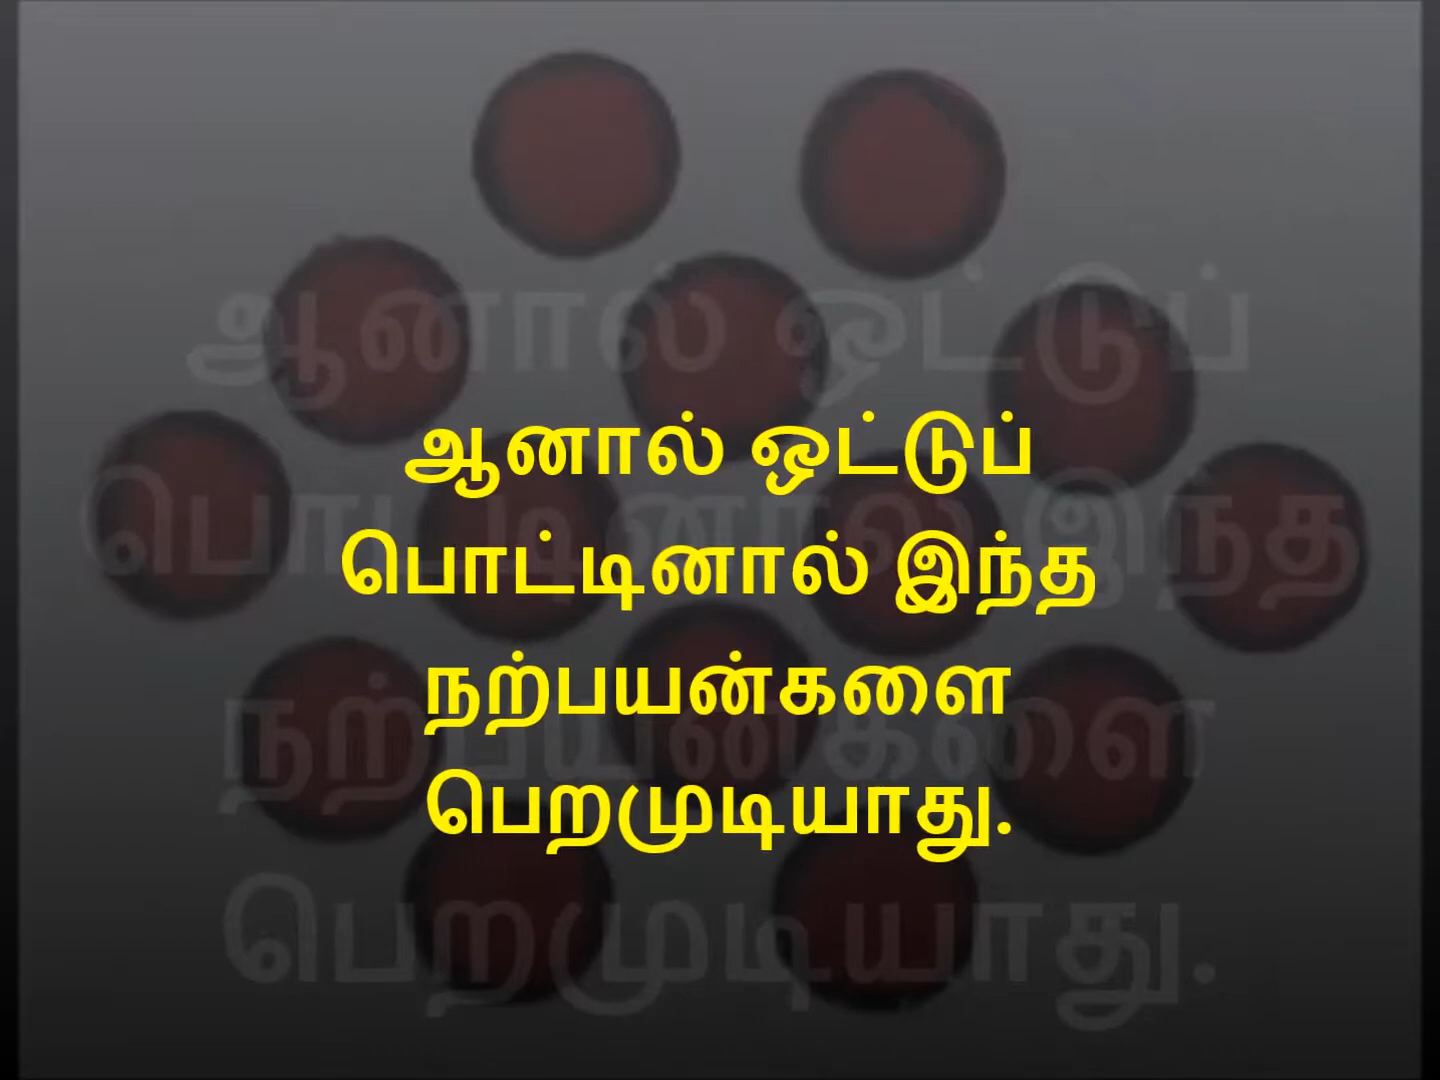 ஆனால் ஒட்டுப்
பொட்டினால் இந்த
நற்பயன்களை
பெறமுடியாது.